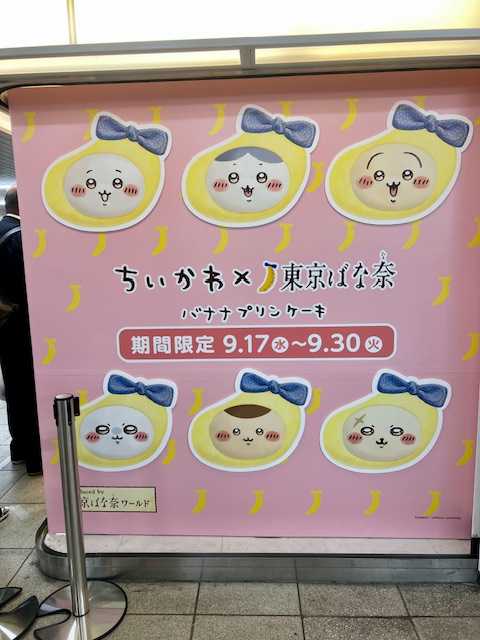 ちいかわ×東京ばな奈
バナナプリンケーキ
期間限定 9.17水〜9.30火
京ばな奈ワールド